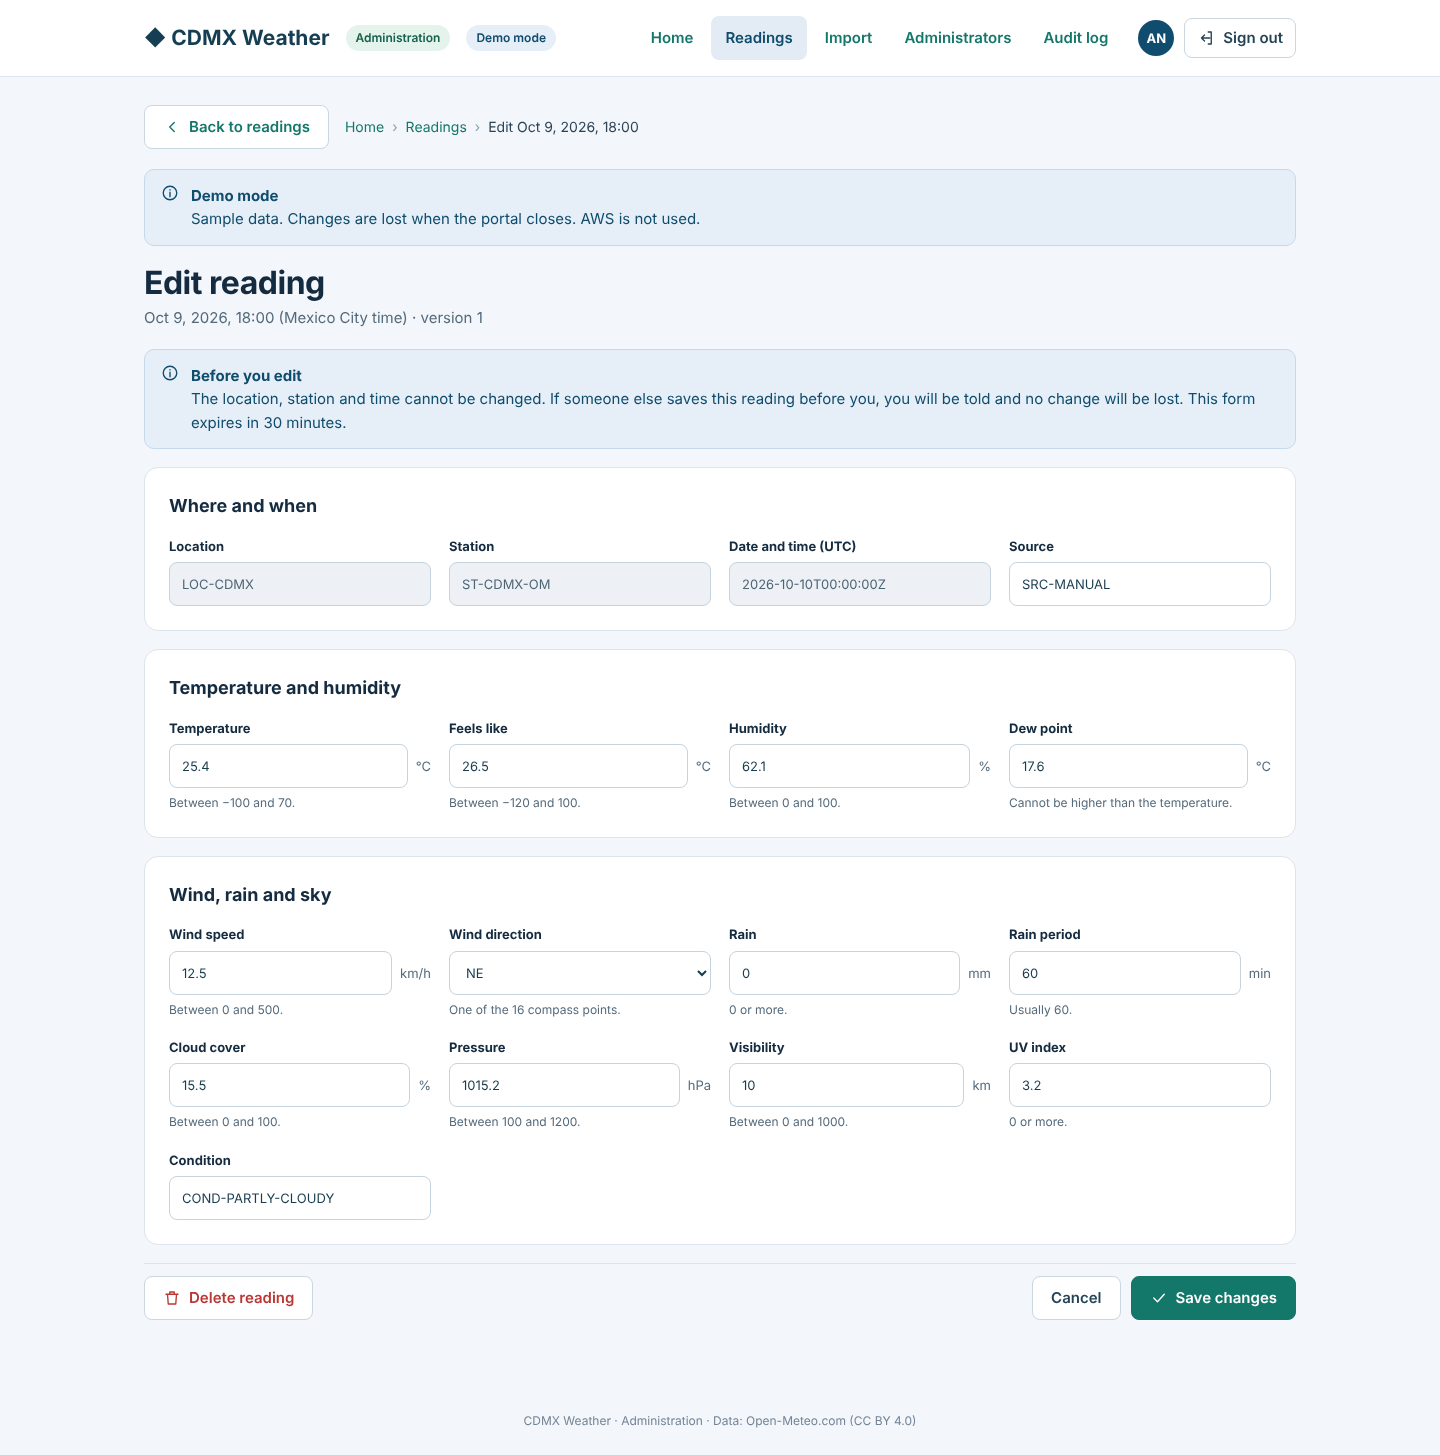 CDMX Weather Administration Demo mode Home Readings Import Administrators Audit log AN Sign out
Back to readings Home › Readings › Edit Oct 9, 2026, 18:00
Demo mode
Sample data. Changes are lost when the portal closes. AWS is not used.
Edit reading
Oct 9, 2026, 18:00 (Mexico City time) · version 1
Before you edit
The location, station and time cannot be changed. If someone else saves this reading before you, you will be told and no change will be lost. This form
expires in 30 minutes.
Where and when
Location Station Date and time (UTC) Source
LOC-CDMX ST-CDMX-OM 2026-10-10T00:00:00Z SRC-MANUAL
Temperature and humidity
Temperature Feels like Humidity Dew point
25.4 °C 26.5 °C 62.1 % 17.6 °C
Between −100 and 70. Between −120 and 100. Between 0 and 100. Cannot be higher than the temperature.
Wind, rain and sky
Wind speed Wind direction Rain Rain period
12.5 km/h NE 0 mm 60 min
Between 0 and 500. One of the 16 compass points. 0 or more. Usually 60.
Cloud cover Pressure Visibility UV index
15.5 % 1015.2 hPa 10 km 3.2
Between 0 and 100. Between 100 and 1200. Between 0 and 1000. 0 or more.
Condition
COND-PARTLY-CLOUDY
Delete reading Cancel Save changes
CDMX Weather · Administration · Data: Open-Meteo.com (CC BY 4.0)